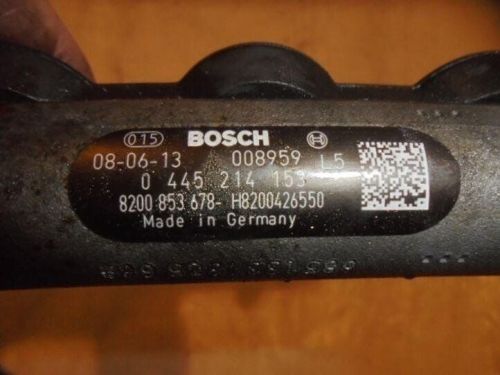 015 BOSCH
08-06-13 008959 L5
0 445 214 153
8200 853 678- H8200426550
Made in Germany